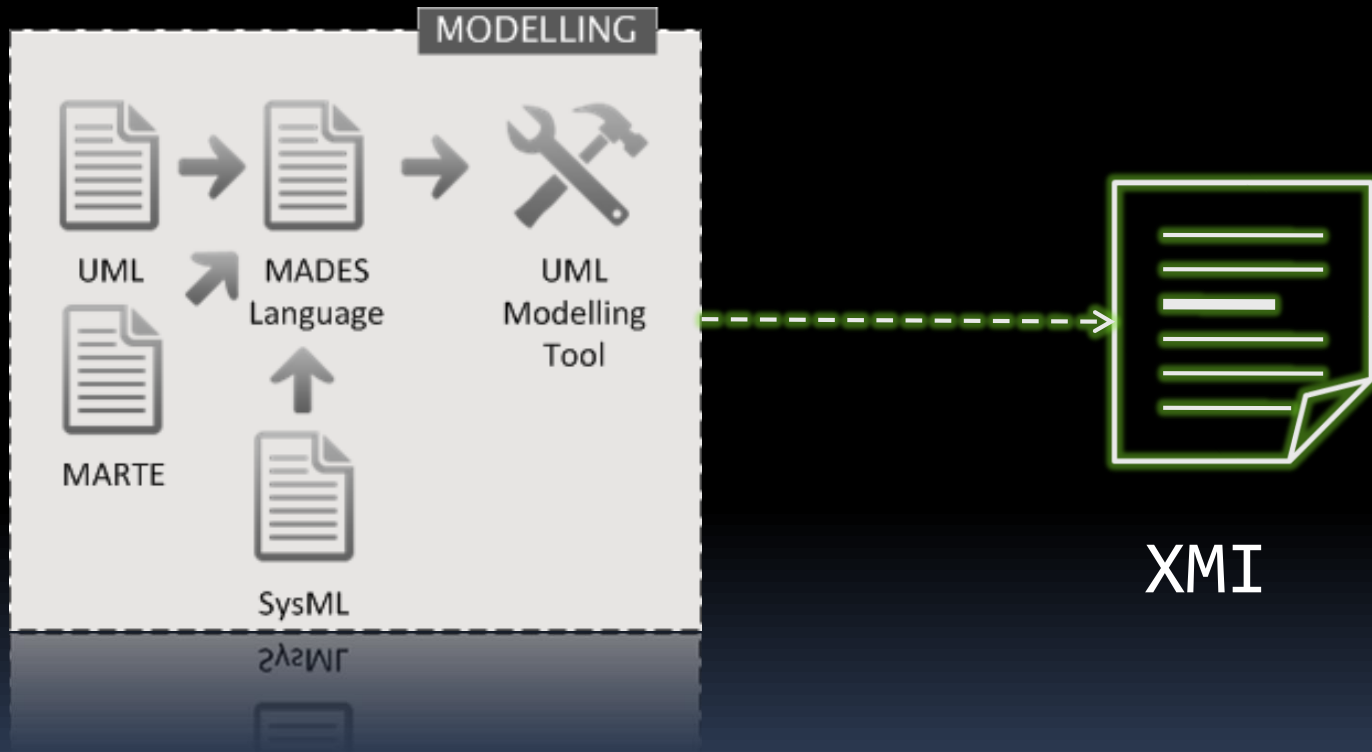 MODELLING
UML
MADES
Language
UML
Modelling
Tool
MARTE
SysML
SysML
XMI